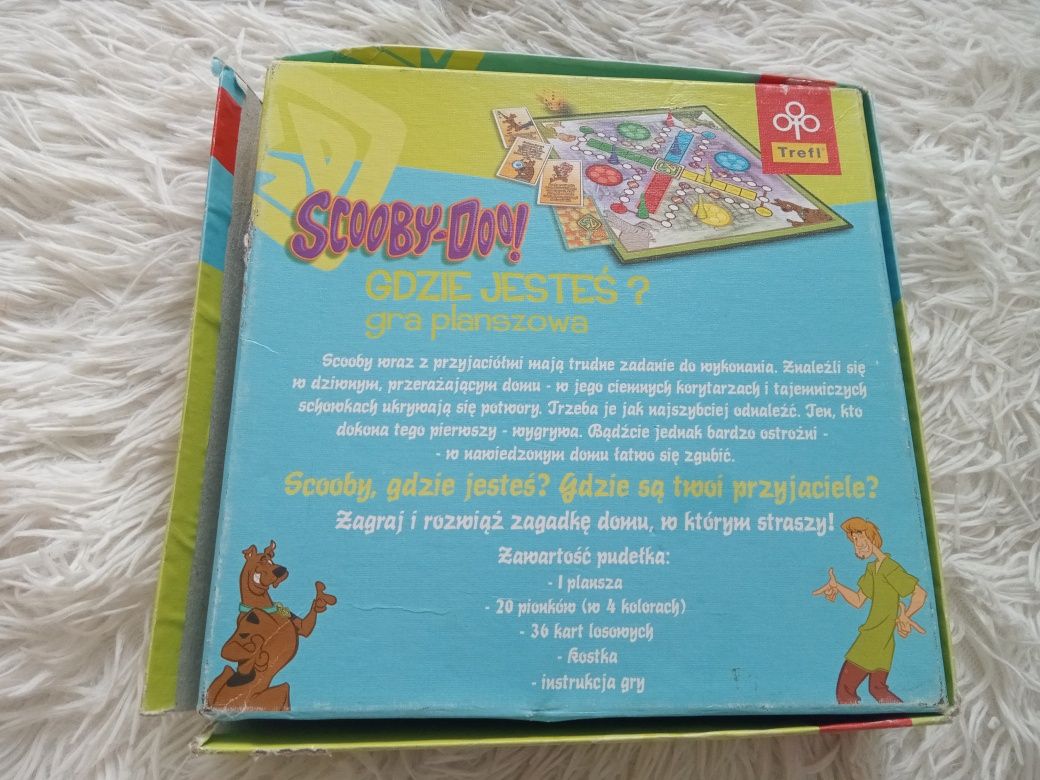 Trefl
SCOOBY-DOO!
GDZIE JESTEŚ?
gra planszowa
Scooby wraz z przyjaciółmi mają trudne zadanie do wykonania. Znaleźli się
w dziwnym, przerażającym domu - w jego ciemnych korytarzach i tajemniczych
schowkach ukrywają się potwory. Trzeba je jak najszybciej odnaleźć. Ten, kto
dokona tego pierwszy - wygrywa. Bądźcie jednak bardzo ostrożni -
- w nawiedzonym domu łatwo się zgubić.
Scooby, gdzie jesteś? Gdzie są twoi przyjaciele?
Zagraj i rozwiąż zagadkę domu, w którym straszy!
Zawartość pudełka:
- 1 plansza
- 20 pionków (w 4 kolorach)
- 36 kart losowych
- kostka
- instrukcja gry